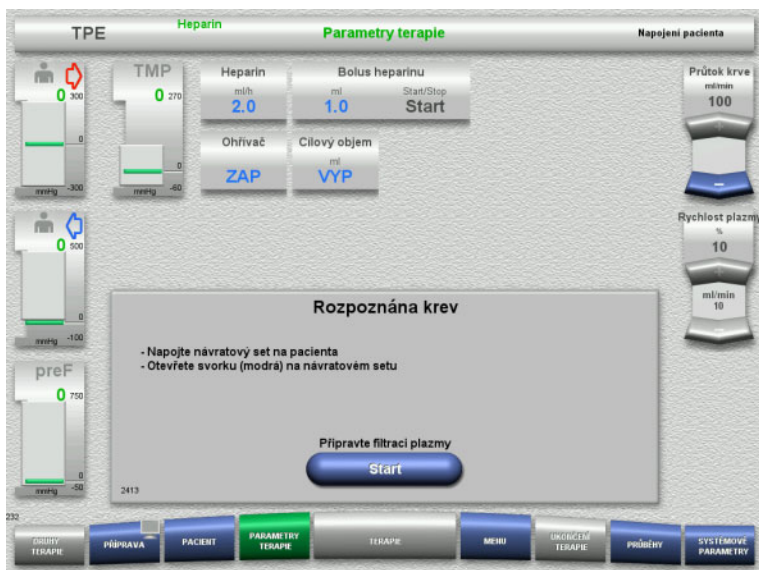 TPE
Heparin
Parametry terapie
Napojení pacienta
0 300
0
mmHg -300
TMP
0 270
0
mmHg -60
Heparin
ml/h
2.0
Bolus heparinu
ml
1.0
Start/Stop
Start
Ohřívač
ZAP
Cílový objem
ml
VYP
Průtok krve
ml/min
100
+
–
0 500
0
mmHg -100
Rychlost plazmy
%
10
+
ml/min
10
–
preF
0 750
0
mmHg -50
Rozpoznána krev
- Napojte návratový set na pacienta
- Otevřete svorku (modrá) na návratovém setu
Připravte filtraci plazmy
Start
2413
232
DRUHY
TERAPIE
PŘÍPRAVA
PACIENT
PARAMETRY
TERAPIE
TERAPIE
MENU
UKONČENÍ
TERAPIE
PRŮBĚHY
SYSTÉMOVÉ
PARAMETRY